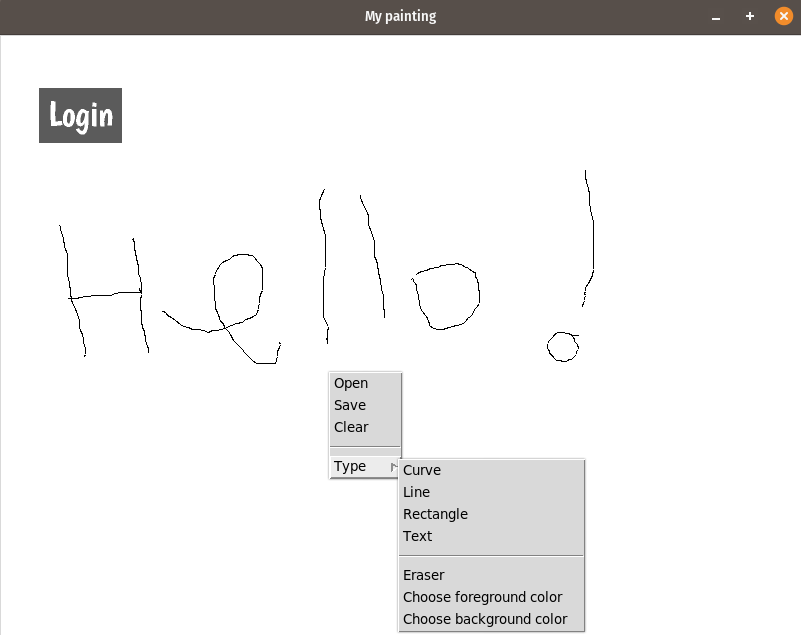 My painting
Login
Hello!
Open
Save
Clear
Type
Curve
Line
Rectangle
Text
Eraser
Choose foreground color
Choose background color